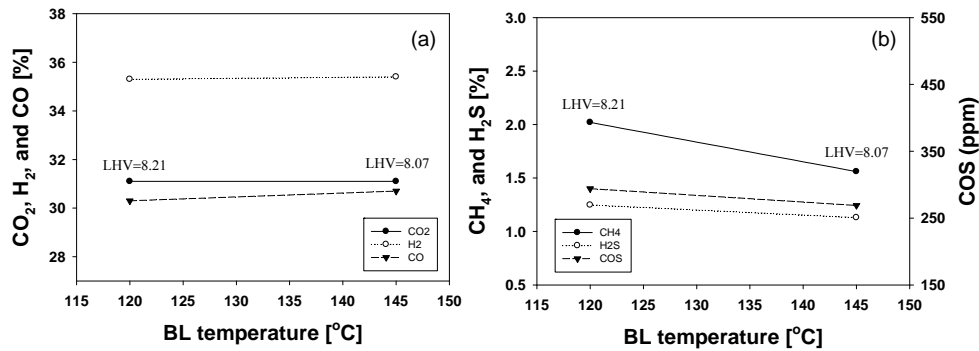 38
36
34
32
30
28
CO2, H2, and CO [%]
(a)
LHV=8.21
LHV=8.07
CO2
H2
CO
115 120 125 130 135 140 145 150
BL temperature [oC]
3.0
2.5
2.0
1.5
1.0
0.5
CH4, and H2S [%]
(b)
LHV=8.21
LHV=8.07
CH4
H2S
COS
550
450
350
250
150
COS (ppm)
115 120 125 130 135 140 145 150
BL temperature [oC]